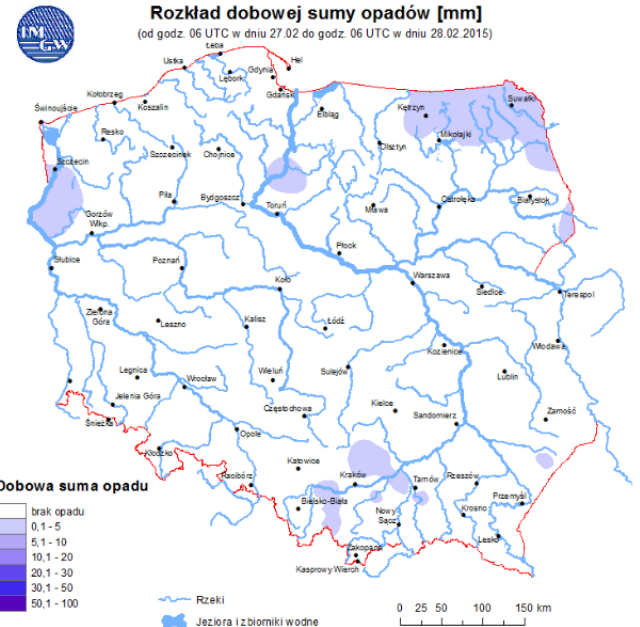 IM
GW
Rozkład dobowej sumy opadów [mm]
(od godz. 06 UTC w dniu 27.02 do godz. 06 UTC w dniu 28.02.2015)
Łeba
Hel
Ustka
Gdynia
Lębork
Gdańsk
Kołobrzeg
Koszalin
Świnoujście
Elbląg
Kętrzyn
Suwałki
Resko
Mikołajki
Olsztyn
Szczecinek
Chojnice
Szczecin
Piła
Bydgoszcz
Toruń
Mława
Ostrołęka
Białystok
Gorzów
Wlkp.
Płock
Słubice
Poznań
Koło
Warszawa
Siedlce
Terespol
Zielona
Góra
Leszno
Kalisz
Łódź
Kozienice
Włodawa
Legnica
Wrocław
Wieluń
Sulejów
Lublin
Jelenia Góra
Częstochowa
Kielce
Sandomierz
Zamość
Śnieżka
Opole
Kłodzko
Katowice
Racibórz
Kraków
Tarnów
Rzeszów
Przemyśl
Bielsko-Biała
Nowy
Sącz
Krosno
Lesko
Zakopane
Kasprowy Wierch
Dobowa suma opadu
brak opadu
0,1 - 5
5,1 - 10
10,1 - 20
20,1 - 30
30,1 - 50
50,1 - 100
Rzeki
Jeziora i zbiorniki wodne
0 25 50 100 150 km